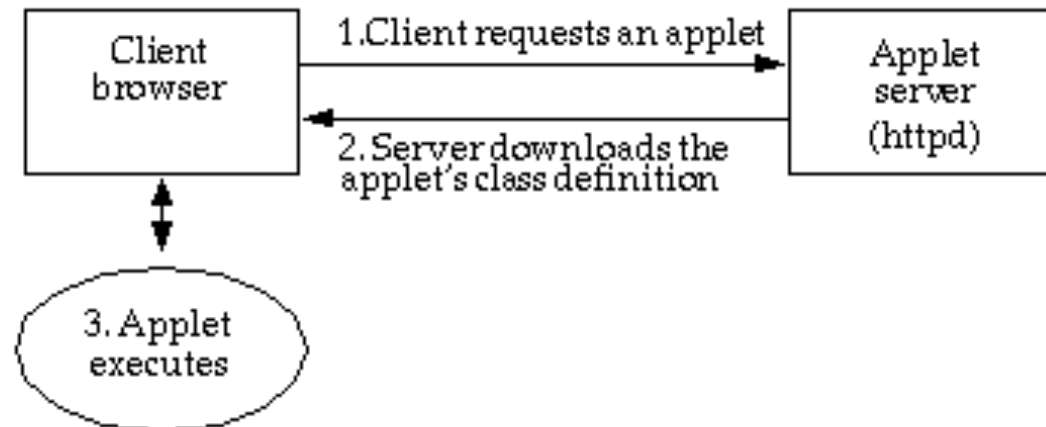 Client
browser
1.Client requests an applet
Applet
server
(httpd)
2. Server downloads the
applet's class definition
3. Applet
executes